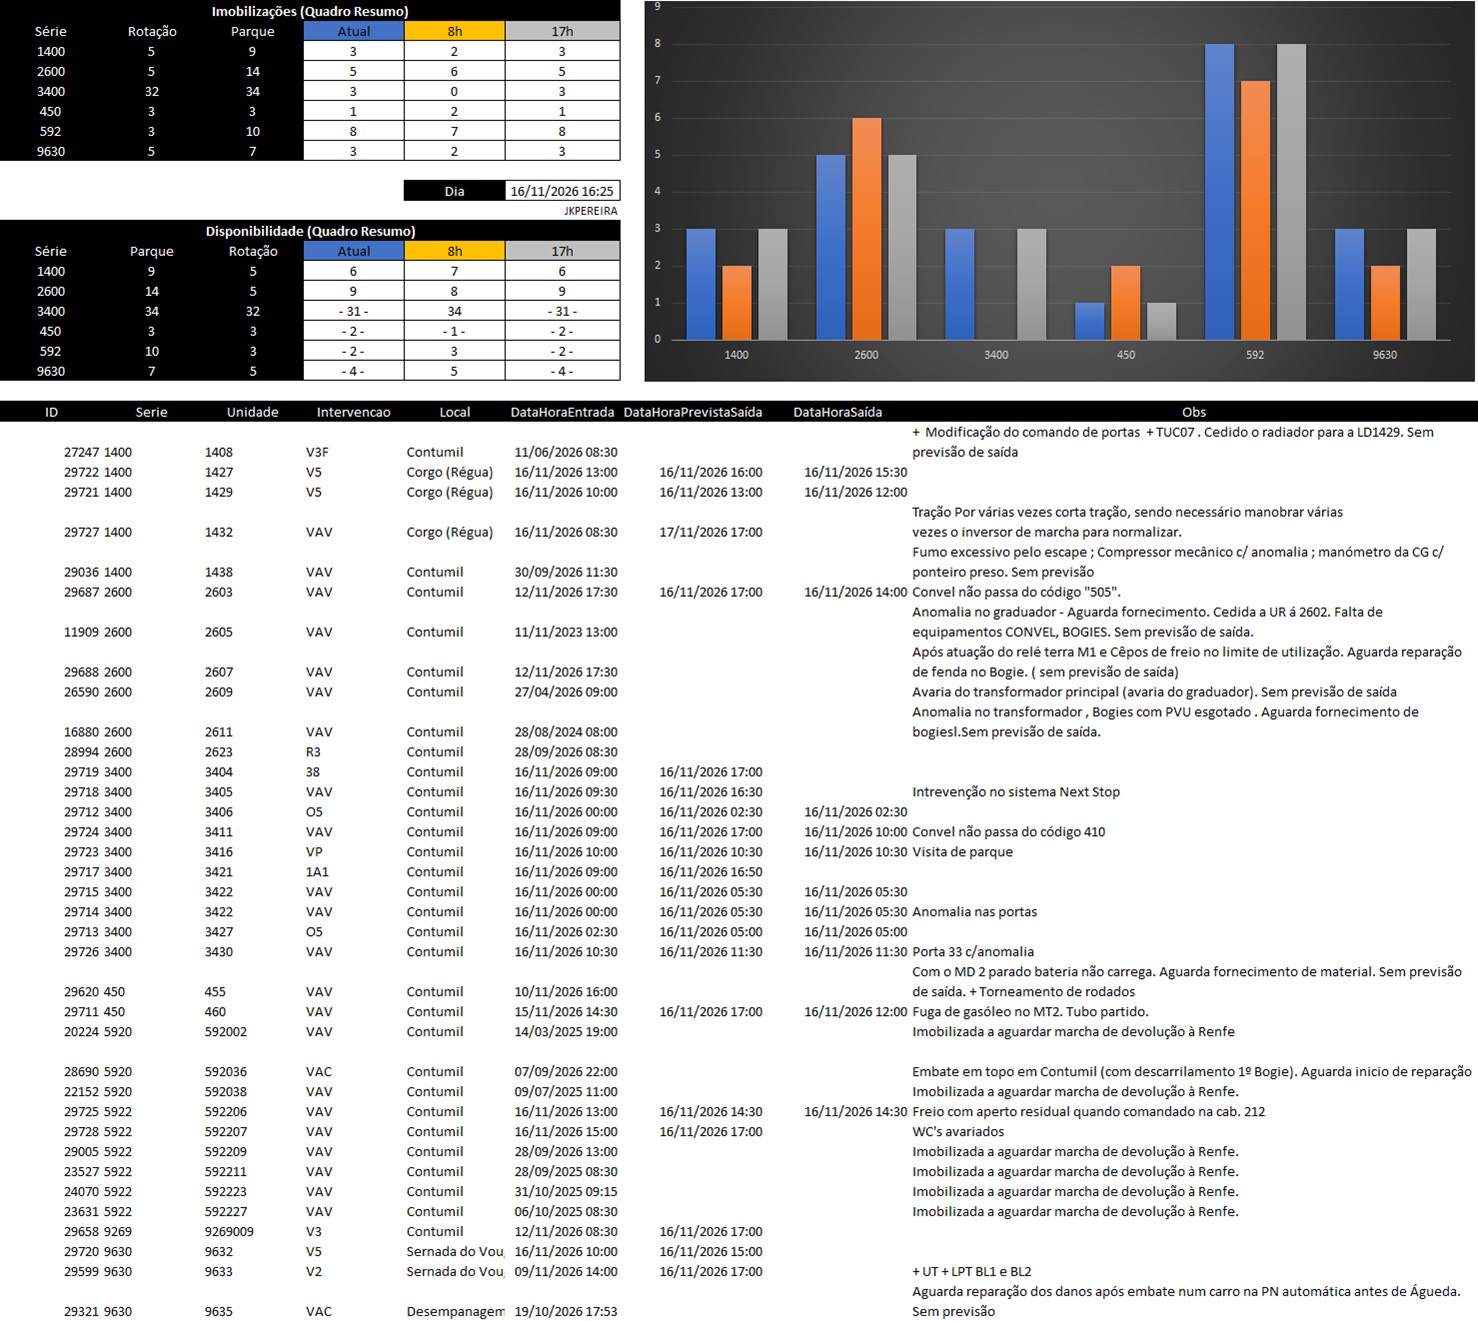 Imobilizações (Quadro Resumo)
Série Rotação Parque Atual 8h 17h
1400 5 9 3 2 3
2600 5 14 5 6 5
3400 32 34 3 0 3
450 3 3 1 2 1
592 3 10 8 7 8
9630 5 7 3 2 3
Dia 16/11/2026 16:25
JKPEREIRA
Disponibilidade (Quadro Resumo)
Série Parque Rotação Atual 8h 17h
1400 9 5 6 7 6
2600 14 5 9 8 9
3400 34 32 - 31 - 34 - 31 -
450 3 3 - 2 - - 1 - - 2 -
592 10 3 - 2 - 3 - 2 -
9630 7 5 - 4 - 5 - 4 -
9
8
7
6
5
4
3
2
1
0
1400 2600 3400 450 592 9630
ID Serie Unidade Intervencao Local DataHoraEntrada DataHoraPrevistaSaída DataHoraSaída Obs
+ Modificação do comando de portas + TUC07 . Cedido o radiador para a LD1429. Sem
27247 1400 1408 V3F Contumil 11/06/2026 08:30 previsão de saída
29722 1400 1427 V5 Corgo (Régua) 16/11/2026 13:00 16/11/2026 16:00 16/11/2026 15:30
29721 1400 1429 V5 Corgo (Régua) 16/11/2026 10:00 16/11/2026 13:00 16/11/2026 12:00
Tração Por várias vezes corta tração, sendo necessário manobrar várias
29727 1400 1432 VAV Corgo (Régua) 16/11/2026 08:30 17/11/2026 17:00 vezes o inversor de marcha para normalizar.
Fumo excessivo pelo escape ; Compressor mecânico c/ anomalia ; manómetro da CG c/
29036 1400 1438 VAV Contumil 30/09/2026 11:30 ponteiro preso. Sem previsão
29687 2600 2603 VAV Contumil 12/11/2026 17:30 16/11/2026 17:00 16/11/2026 14:00 Convel não passa do código "505".
Anomalia no graduador - Aguarda fornecimento. Cedida a UR á 2602. Falta de
11909 2600 2605 VAV Contumil 11/11/2023 13:00 equipamentos CONVEL, BOGIES. Sem previsão de saída.
Após atuação do relé terra M1 e Cêpos de freio no limite de utilização. Aguarda reparação
29688 2600 2607 VAV Contumil 12/11/2026 17:30 de fenda no Bogie. ( sem previsão de saída)
26590 2600 2609 VAV Contumil 27/04/2026 09:00 Avaria do transformador principal (avaria do graduador). Sem previsão de saída
Anomalia no transformador , Bogies com PVU esgotado . Aguarda fornecimento de
16880 2600 2611 VAV Contumil 28/08/2024 08:00 bogiesl.Sem previsão de saída.
28994 2600 2623 R3 Contumil 28/09/2026 08:30
29719 3400 3404 38 Contumil 16/11/2026 09:00 16/11/2026 17:00
29718 3400 3405 VAV Contumil 16/11/2026 09:30 16/11/2026 16:30 Intrevenção no sistema Next Stop
29712 3400 3406 O5 Contumil 16/11/2026 00:00 16/11/2026 02:30 16/11/2026 02:30
29724 3400 3411 VAV Contumil 16/11/2026 09:00 16/11/2026 17:00 16/11/2026 10:00 Convel não passa do código 410
29723 3400 3416 VP Contumil 16/11/2026 10:00 16/11/2026 10:30 16/11/2026 10:30 Visita de parque
29717 3400 3421 1A1 Contumil 16/11/2026 09:00 16/11/2026 16:50
29715 3400 3422 VAV Contumil 16/11/2026 00:00 16/11/2026 05:30 16/11/2026 05:30
29714 3400 3422 VAV Contumil 16/11/2026 00:00 16/11/2026 05:30 16/11/2026 05:30 Anomalia nas portas
29713 3400 3427 O5 Contumil 16/11/2026 02:30 16/11/2026 05:00 16/11/2026 05:00
29726 3400 3430 VAV Contumil 16/11/2026 10:30 16/11/2026 11:30 16/11/2026 11:30 Porta 33 c/anomalia
Com o MD 2 parado bateria não carrega. Aguarda fornecimento de material. Sem previsão
29620 450 455 VAV Contumil 10/11/2026 16:00 de saída. + Torneamento de rodados
29711 450 460 VAV Contumil 15/11/2026 14:30 16/11/2026 17:00 16/11/2026 12:00 Fuga de gasóleo no MT2. Tubo partido.
20224 5920 592002 VAV Contumil 14/03/2025 19:00 Imobilizada a aguardar marcha de devolução à Renfe
28690 5920 592036 VAC Contumil 07/09/2026 22:00 Embate em topo em Contumil (com descarrilamento 1º Bogie). Aguarda inicio de reparação
22152 5920 592038 VAV Contumil 09/07/2025 11:00 Imobilizada a aguardar marcha de devolução à Renfe.
29725 5922 592206 VAV Contumil 16/11/2026 13:00 16/11/2026 14:30 16/11/2026 14:30 Freio com aperto residual quando comandado na cab. 212
29728 5922 592207 VAV Contumil 16/11/2026 15:00 16/11/2026 17:00 WC's avariados
29005 5922 592209 VAV Contumil 28/09/2026 13:00 Imobilizada a aguardar marcha de devolução à Renfe.
23527 5922 592211 VAV Contumil 28/09/2025 08:30 Imobilizada a aguardar marcha de devolução à Renfe.
24070 5922 592223 VAV Contumil 31/10/2025 09:15 Imobilizada a aguardar marcha de devolução à Renfe.
23631 5922 592227 VAV Contumil 06/10/2025 08:30 Imobilizada a aguardar marcha de devolução à Renfe.
29658 9269 9269009 V3 Contumil 12/11/2026 08:30 16/11/2026 17:00
29720 9630 9632 V5 Sernada do Vou 16/11/2026 10:00 16/11/2026 15:00
29599 9630 9633 V2 Sernada do Vou 09/11/2026 14:00 16/11/2026 17:00 + UT + LPT BL1 e BL2
Aguarda reparação dos danos após embate num carro na PN automática antes de Águeda.
29321 9630 9635 VAC Desempanagem 19/10/2026 17:53 Sem previsão